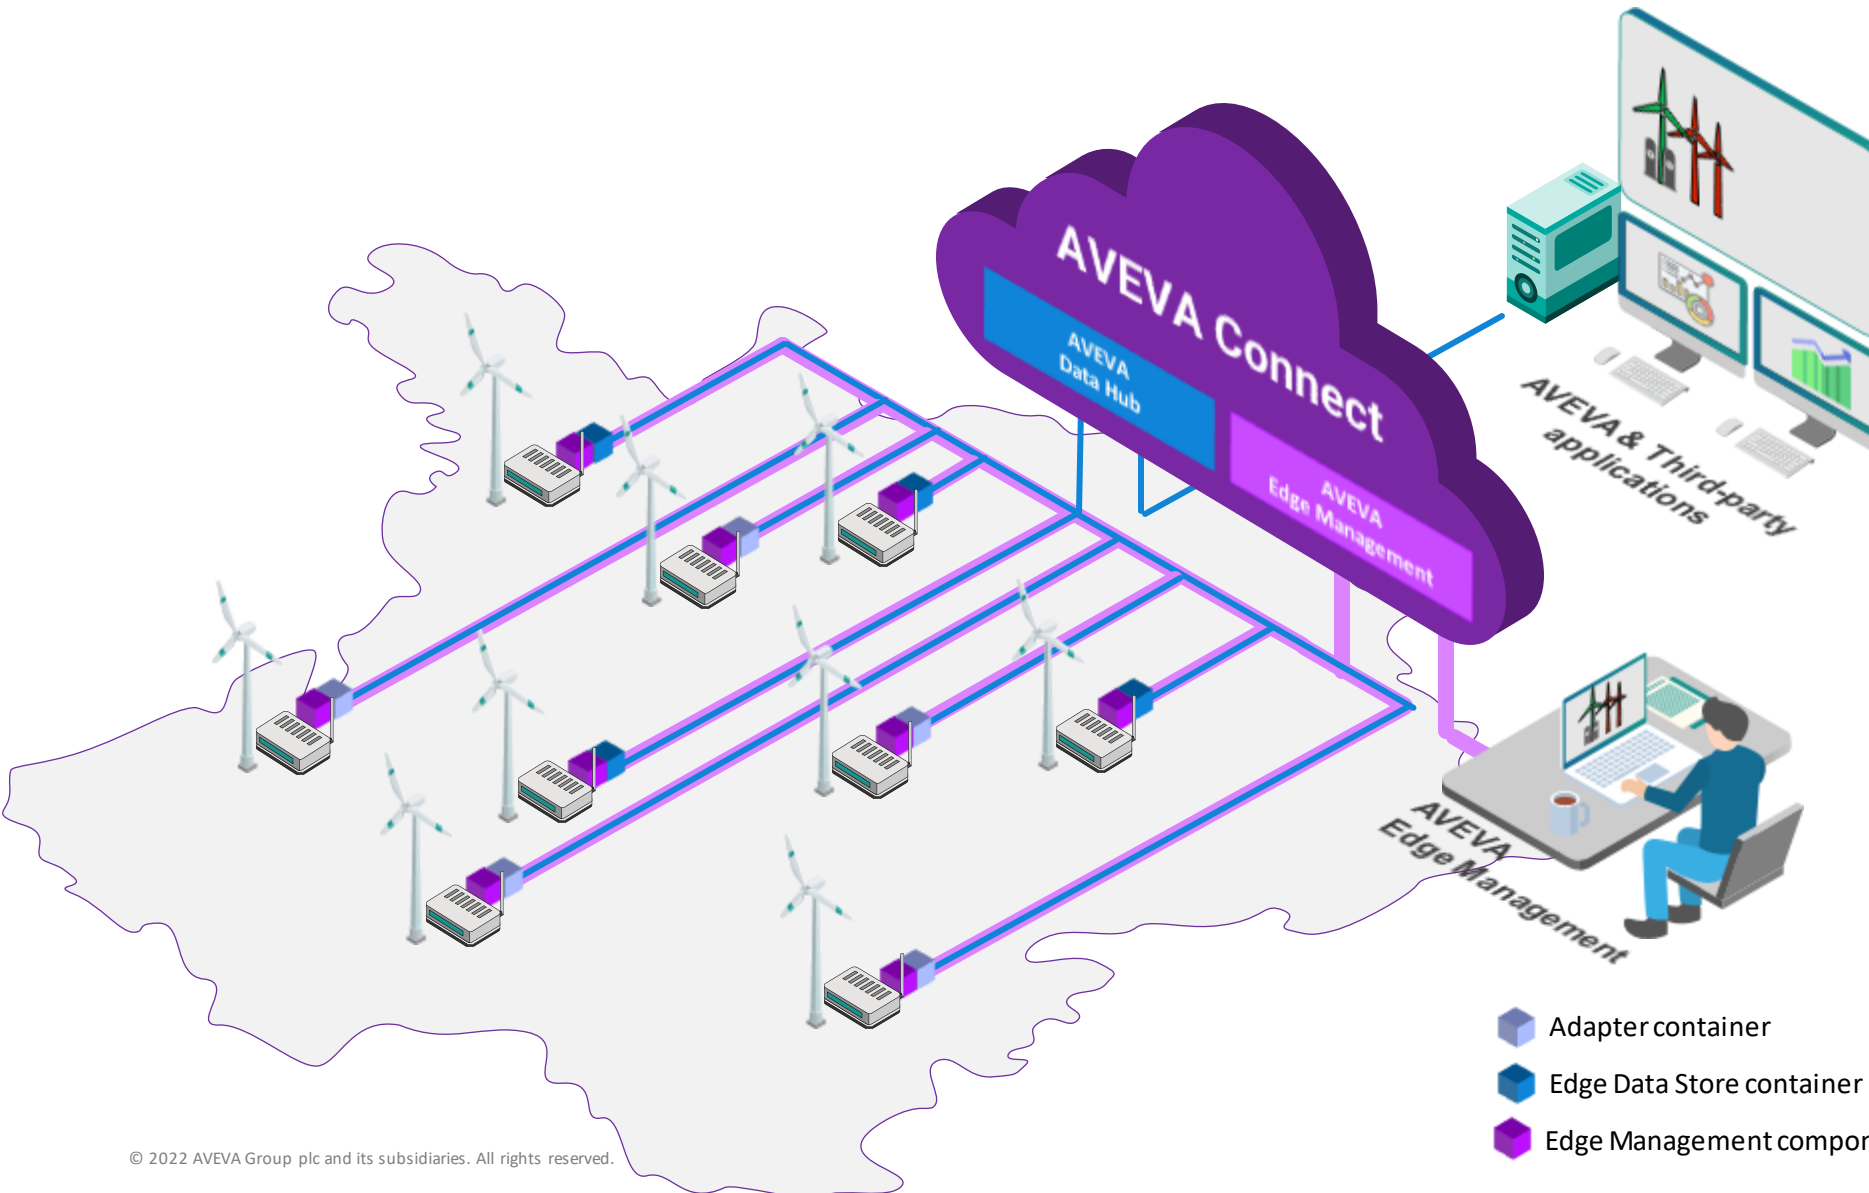 AVEVA Connect
AVEVA
Data Hub
AVEVA
Edge Management
AVEVA & Third-party
applications
AVEVA
Edge Management
Adapter container
Edge Data Store container
Edge Management compor
© 2022 AVEVA Group plc and its subsidiaries. All rights reserved.